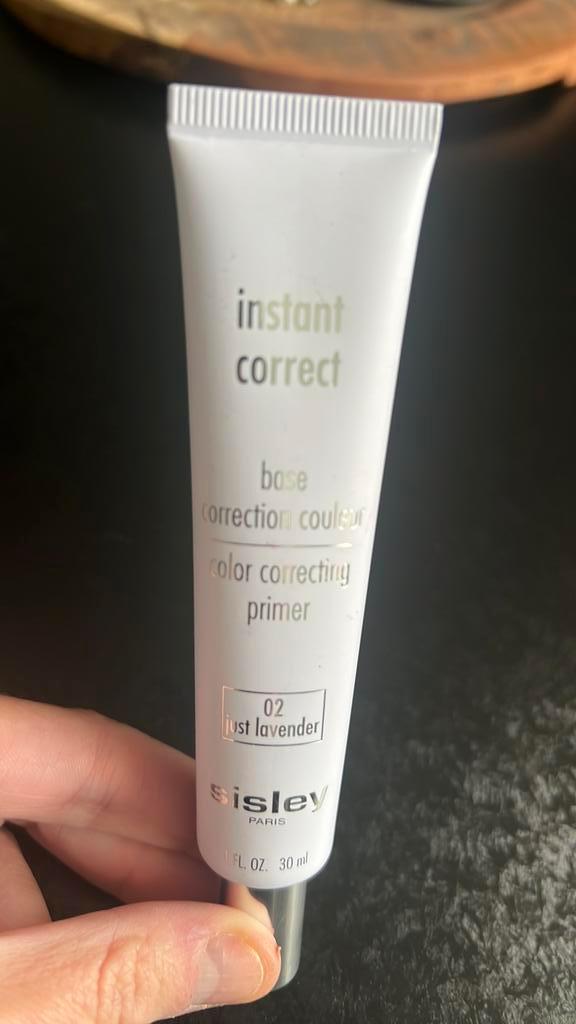 instant
correct
base
correction couleur
color correcting
primer
02
just lavender
sisley
PARIS
1 FL. OZ. 30 ml